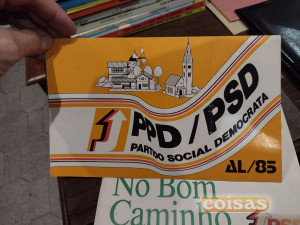 PPD / PSD
PARTIDO SOCIAL DEMOCRATA
AL/85
No Bom
Caminho
coisas